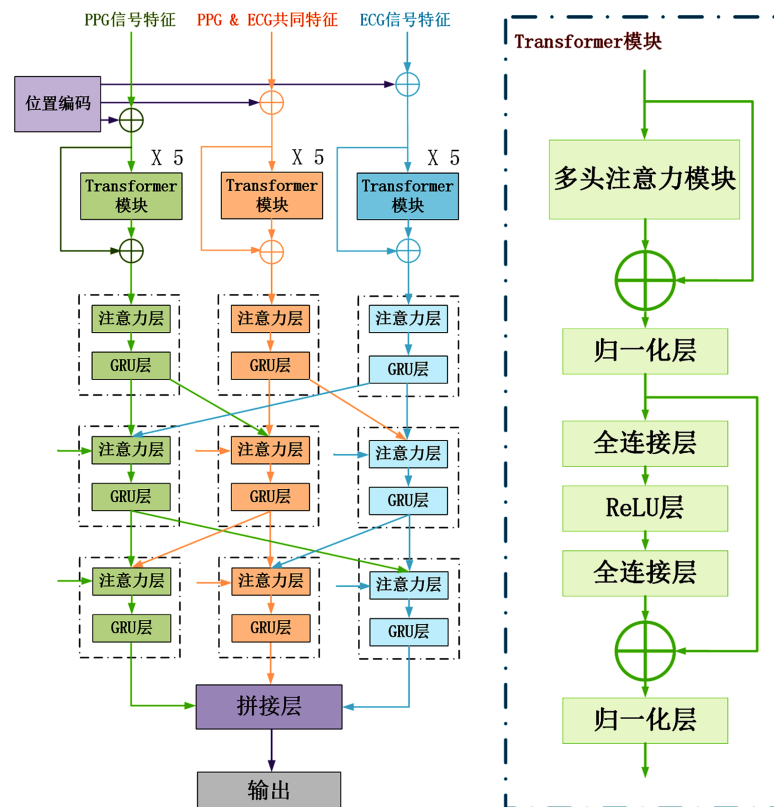 PPG信号特征
PPG & ECG共同特征
ECG信号特征
位置编码
X 5
X 5
X 5
Transformer
模块
Transformer
模块
Transformer
模块
注意力层
注意力层
注意力层
GRU层
GRU层
GRU层
注意力层
注意力层
注意力层
GRU层
GRU层
GRU层
注意力层
注意力层
注意力层
GRU层
GRU层
GRU层
拼接层
输出
Transformer模块
多头注意力模块
归一化层
全连接层
ReLU层
全连接层
归一化层